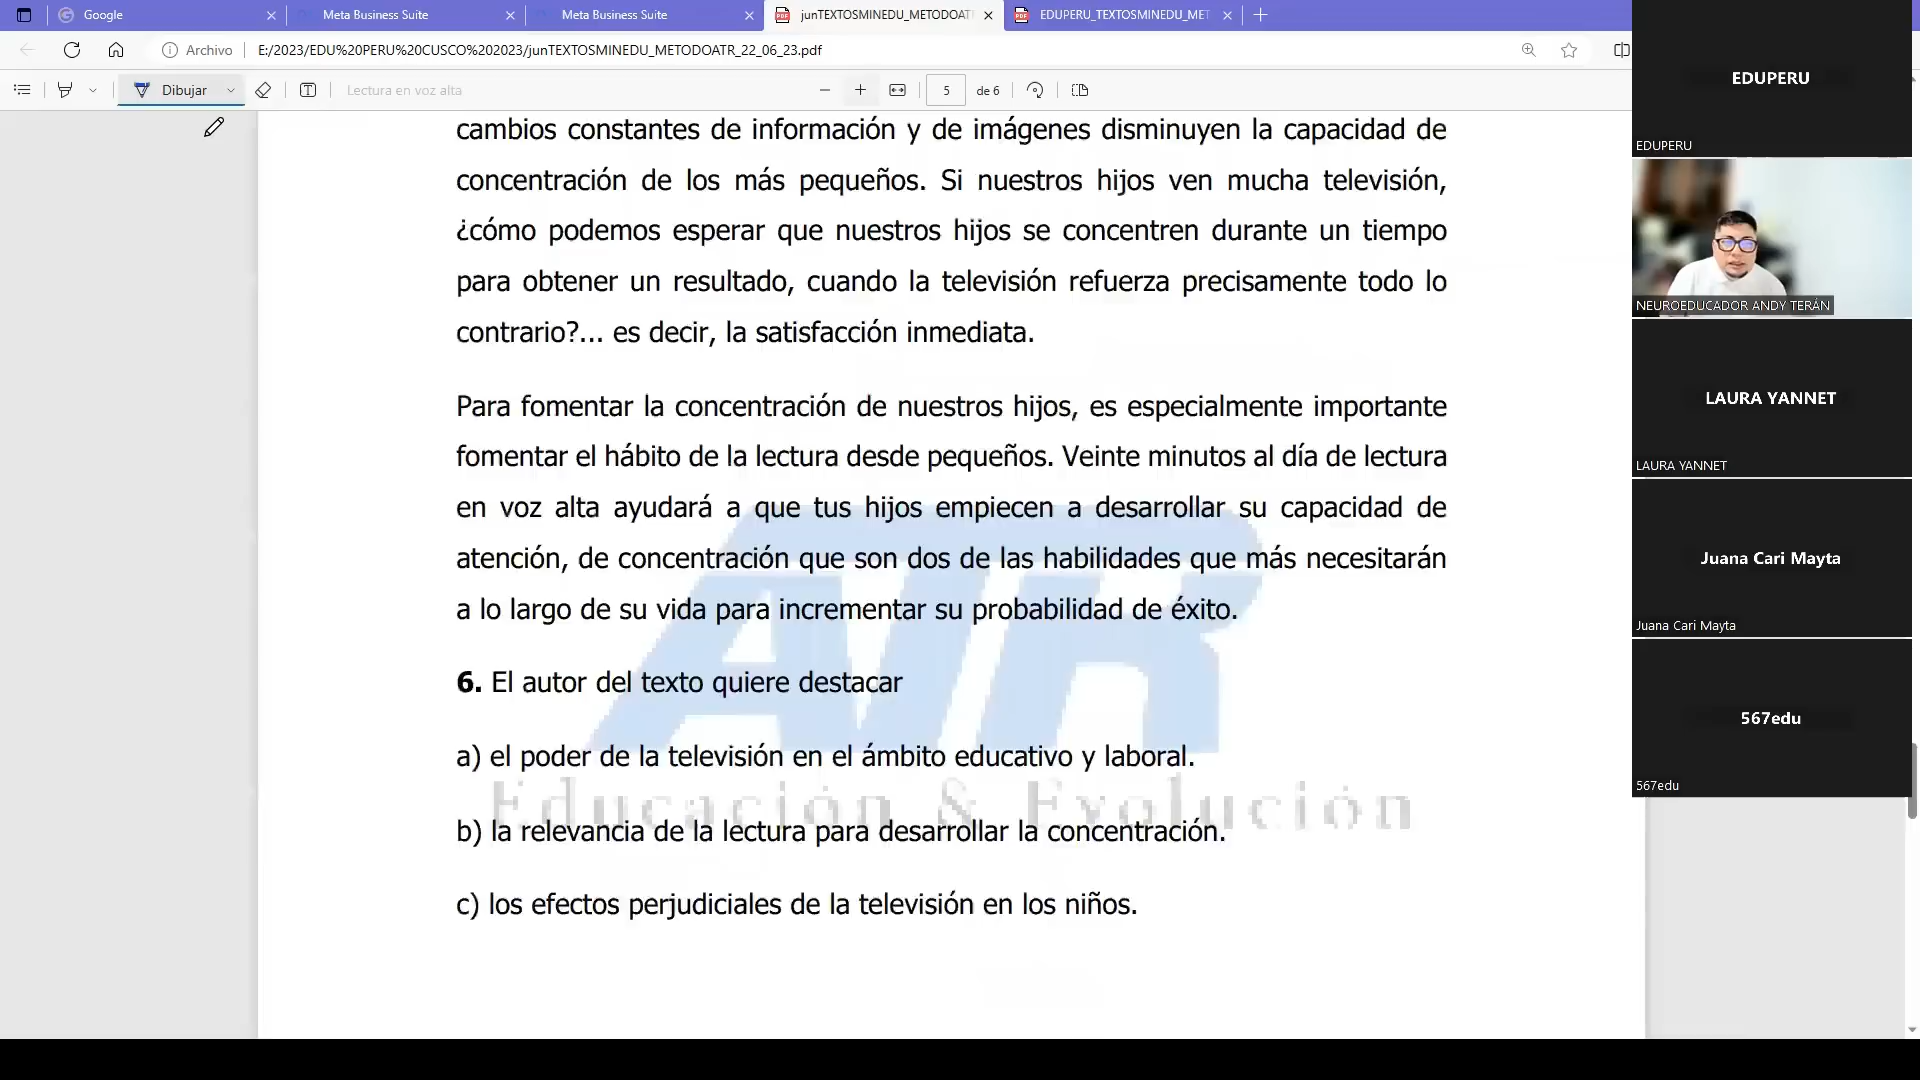 Google
Meta Business Suite
Meta Business Suite
junTEXTOSMINEDU_METODOATR
EDUPERU_TEXTOSMINEDU_MET
Archivo
E:/2023/EDU%20PERU%20CUSCO%202023/junTEXTOSMINEDU_METODOATR_22_06_23.pdf
Dibujar
Lectura en voz alta
5
de 6
cambios constantes de información y de imágenes disminuyen la capacidad de
concentración de los más pequeños. Si nuestros hijos ven mucha televisión,
¿cómo podemos esperar que nuestros hijos se concentren durante un tiempo
para obtener un resultado, cuando la televisión refuerza precisamente todo lo
contrario?... es decir, la satisfacción inmediata.
Para fomentar la concentración de nuestros hijos, es especialmente importante
fomentar el hábito de la lectura desde pequeños. Veinte minutos al día de lectura
en voz alta ayudará a que tus hijos empiecen a desarrollar su capacidad de
atención, de concentración que son dos de las habilidades que más necesitarán
a lo largo de su vida para incrementar su probabilidad de éxito.
6. El autor del texto quiere destacar
a) el poder de la televisión en el ámbito educativo y laboral.
b) la relevancia de la lectura para desarrollar la concentración.
c) los efectos perjudiciales de la televisión en los niños.
ATR
Educación & Evolución
EDUPERU
EDUPERU
NEUROEDUCADOR ANDY TERÁN
LAURA YANNET
LAURA YANNET
Juana Cari Mayta
Juana Cari Mayta
567edu
567edu